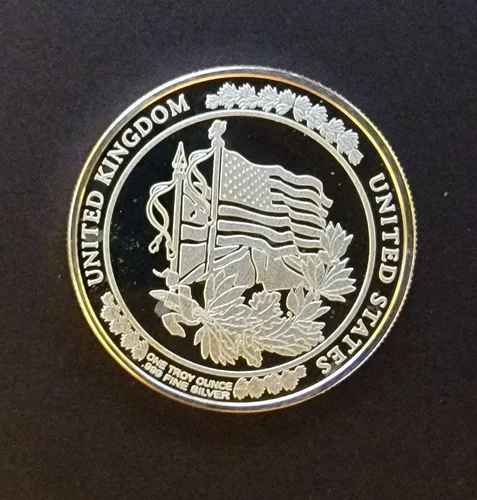 UNITED KINGDOM
UNITED STATES
ONE TROY OUNCE
.999 FINE SILVER